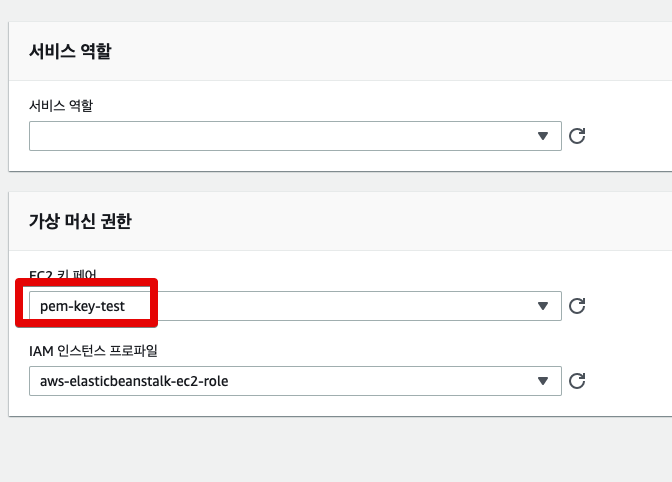 서비스 역할
서비스 역할
가상 머신 권한
EC2 키 페어
pem-key-test
IAM 인스턴스 프로파일
aws-elasticbeanstalk-ec2-role